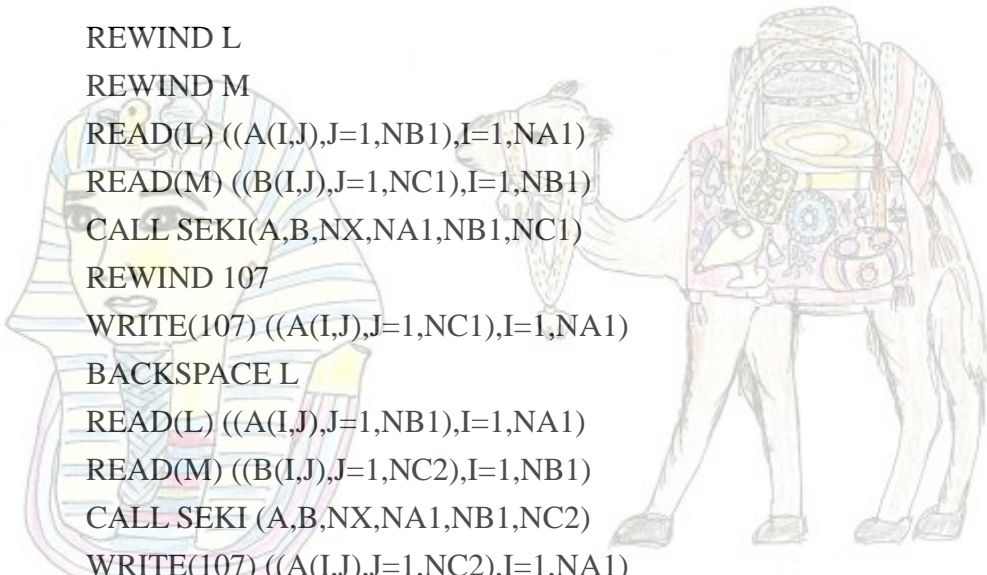 REWIND L
REWIND M
READ(L) ((A(I,J),J=1,NB1),I=1,NA1)
READ(M) ((B(I,J),J=1,NC1),I=1,NB1)
CALL SEKI(A,B,NX,NA1,NB1,NC1)
REWIND 107
WRITE(107) ((A(I,J),J=1,NC1),I=1,NA1)
BACKSPACE L
READ(L) ((A(I,J),J=1,NB1),I=1,NA1)
READ(M) ((B(I,J),J=1,NC2),I=1,NB1)
CALL SEKI (A,B,NX,NA1,NB1,NC2)
WRITE(107) ((A(I,J),J=1,NC2),I=1,NA1)